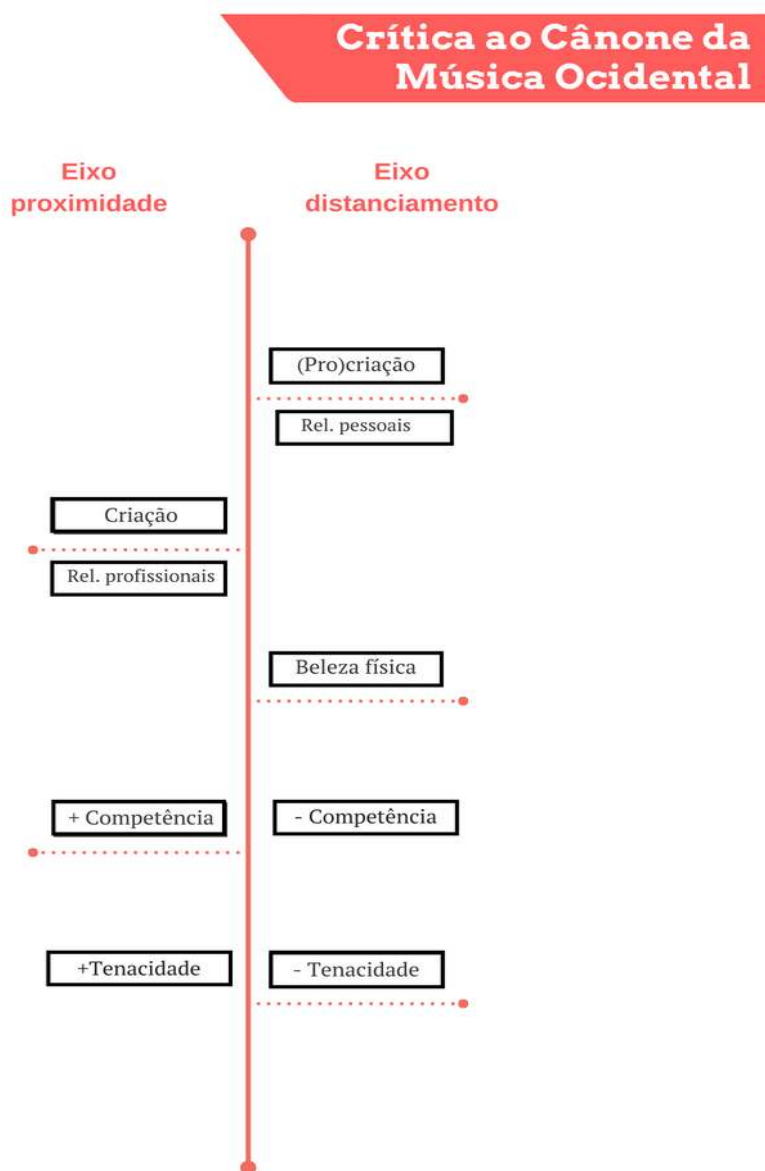 Crítica ao Cânone da
Música Ocidental
Eixo
proximidade
Eixo
distanciamento
(Pro)criação
Rel. pessoais
Criação
Rel. profissionais
Beleza física
+ Competência
- Competência
+Tenacidade
- Tenacidade